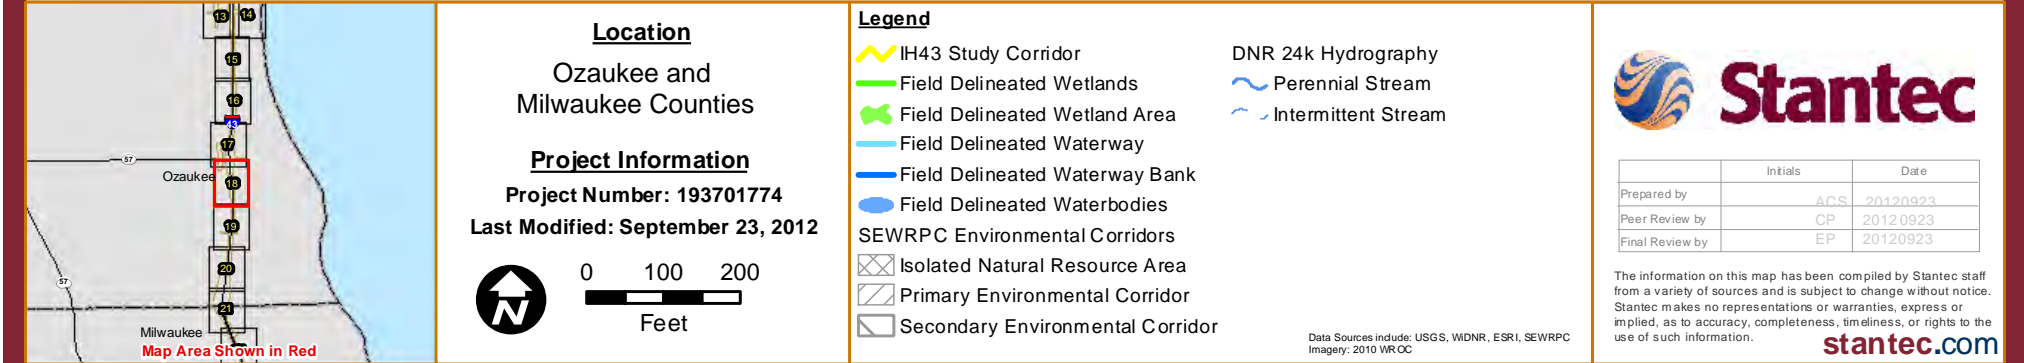 13 14
15
16
43
17
57
Ozaukee
18
19
20
57
21
Milwaukee
Map Area Shown in Red
Location
Ozaukee and
Milwaukee Counties
Project Information
Project Number: 193701774
Last Modified: September 23, 2012
N
0 100 200
Feet
Legend
IH43 Study Corridor
Field Delineated Wetlands
Field Delineated Wetland Area
Field Delineated Waterway
Field Delineated Waterway Bank
Field Delineated Waterbodies
SEWRPC Environmental Corridors
Isolated Natural Resource Area
Primary Environmental Corridor
Secondary Environmental Corridor
DNR 24k Hydrography
Perennial Stream
Intermittent Stream
Data Sources include: USGS, WiDNR, ESRI, SEWRPC
Imagery: 2010 WROC
Stantec
Initials Date
Prepared by ACS 20120923
Peer Review by CP 20120923
Final Review by EP 20120923
The information on this map has been compiled by Stantec staff
from a variety of sources and is subject to change without notice.
Stantec makes no representations or warranties, express or
implied, as to accuracy, completeness, timeliness, or rights to the
use of such information.
stantec.com